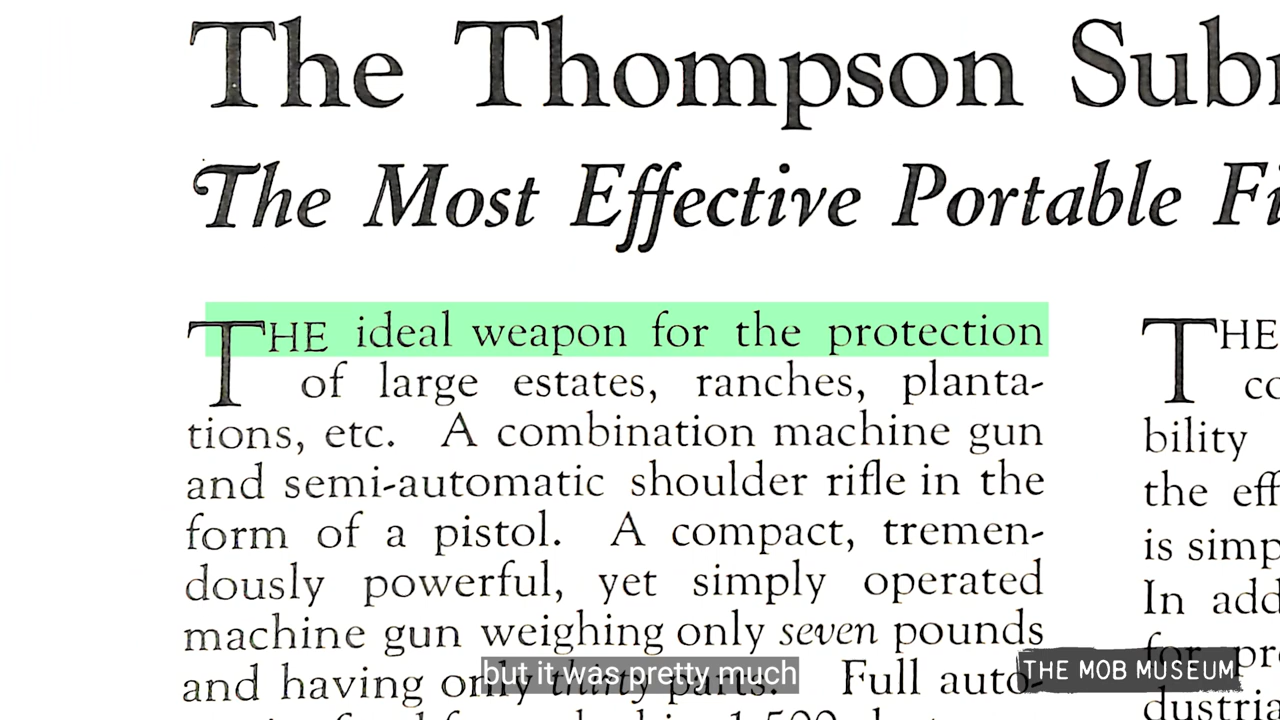 The Thompson Sub
The Most Effective Portable Fi
THE ideal weapon for the protection
of large estates, ranches, planta-
tions, etc. A combination machine gun
and semi-automatic shoulder rifle in the
form of a pistol. A compact, tremen-
dously powerful, yet simply operated
machine gun weighing only seven pounds
and having only thirty parts. Full auto-
THE
co
bility
the eff
is simp
In add
for pro
dustria
but it was pretty much
THE MOB MUSEUM